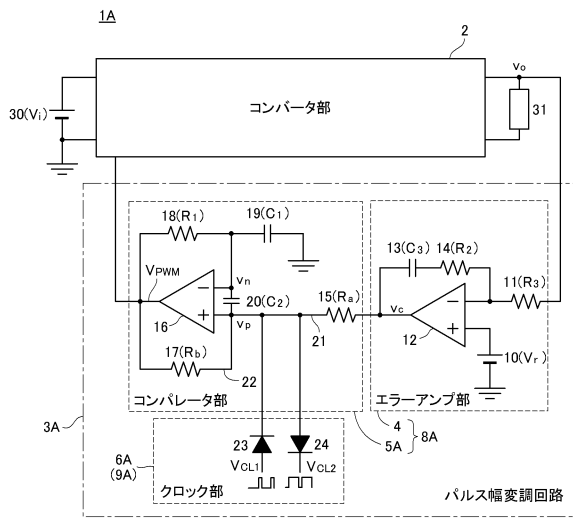 1A
2
コンバータ部
vo
30(Vi)
31
18(R1)
19(C1)
13(C3)
14(R2)
VPWM
vn
20(C2)
15(Ra)
vc
11(R3)
16
vp
21
12
10(Vr)
17(Rb)
22
コンパレータ部
エラーアンプ部
3A
4
5A
8A
6A
(9A)
23
24
VCL1
VCL2
クロック部
パルス幅変調回路